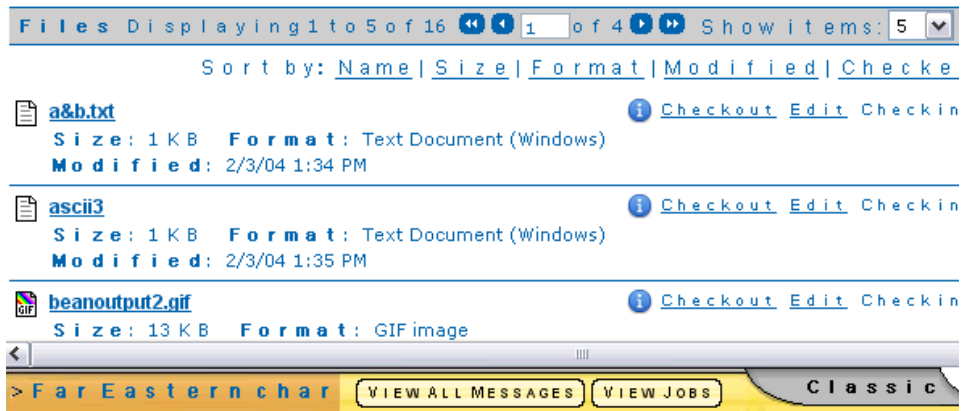 Files Displaying 1 to 5 of 16 1 of 4 Show items: 5
Sort by: Name | Size | Format | Modified | Checke
a&b.txt Checkout Edit Checkin
Size: 1 KB Format: Text Document (Windows)
Modified: 2/3/04 1:34 PM
ascii3 Checkout Edit Checkin
Size: 1 KB Format: Text Document (Windows)
Modified: 2/3/04 1:35 PM
GIF beanoutput2.gif Checkout Edit Checkin
Size: 13 KB Format: GIF image
>Far Eastern char VIEW ALL MESSAGES VIEW JOBS Classic